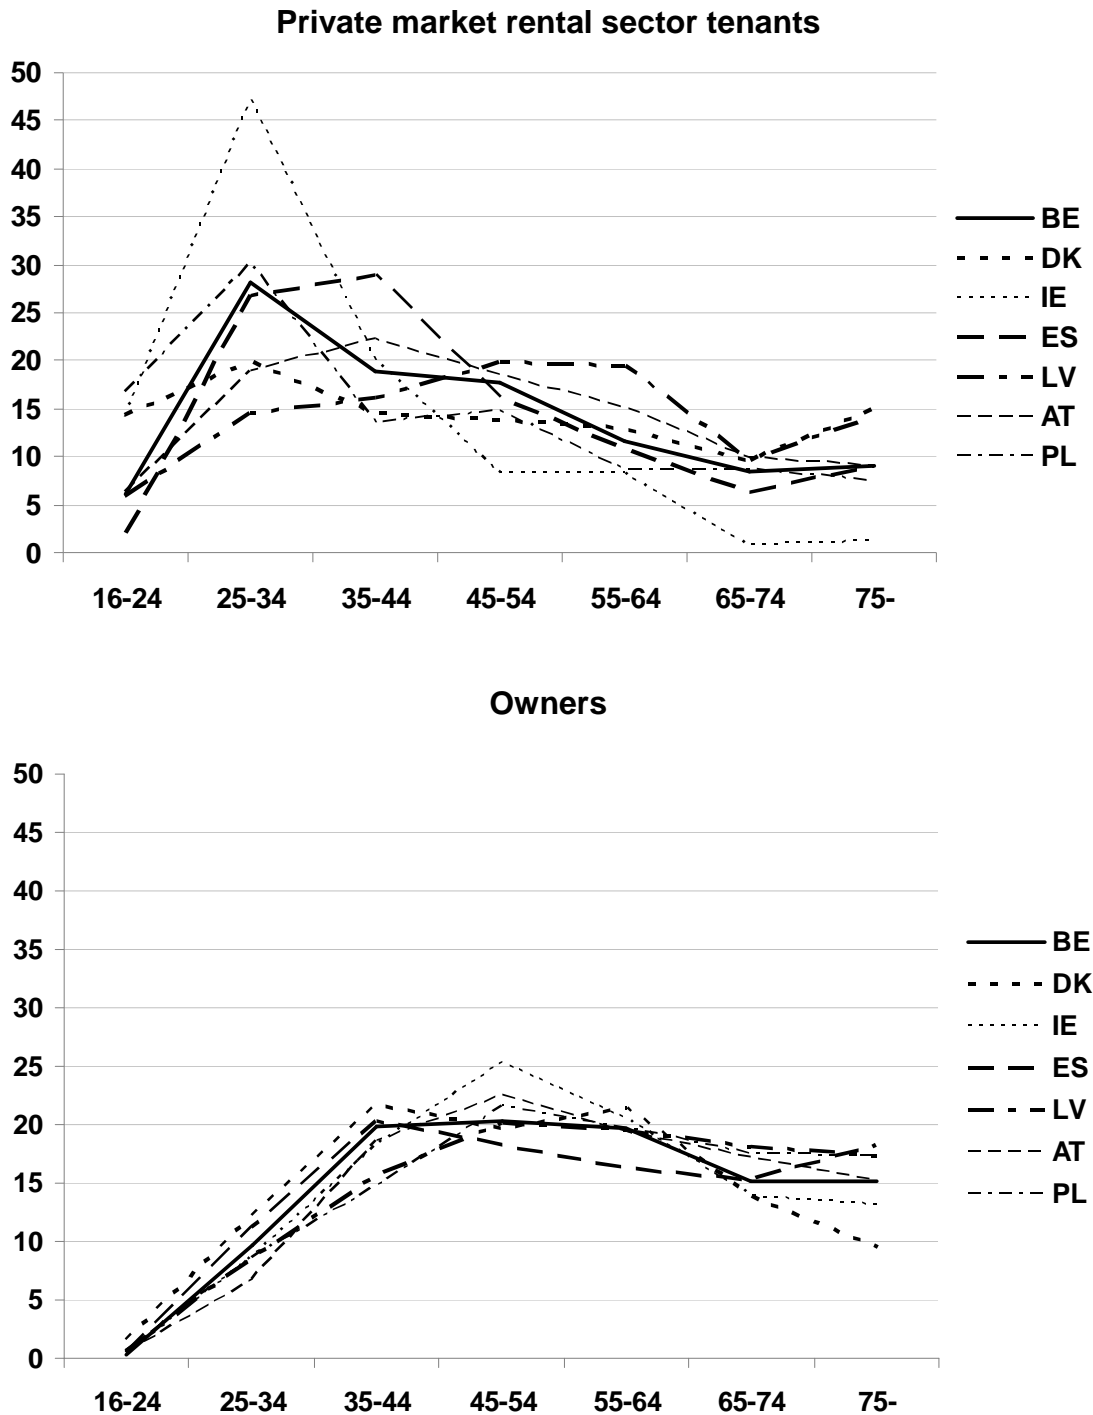 Private market rental sector tenants
50
45
40
35
30
25
20
15
10
5
0
16-24 25-34 35-44 45-54 55-64 65-74 75-
BE
DK
IE
ES
LV
AT
PL
Owners
50
45
40
35
30
25
20
15
10
5
0
16-24 25-34 35-44 45-54 55-64 65-74 75-
BE
DK
IE
ES
LV
AT
PL